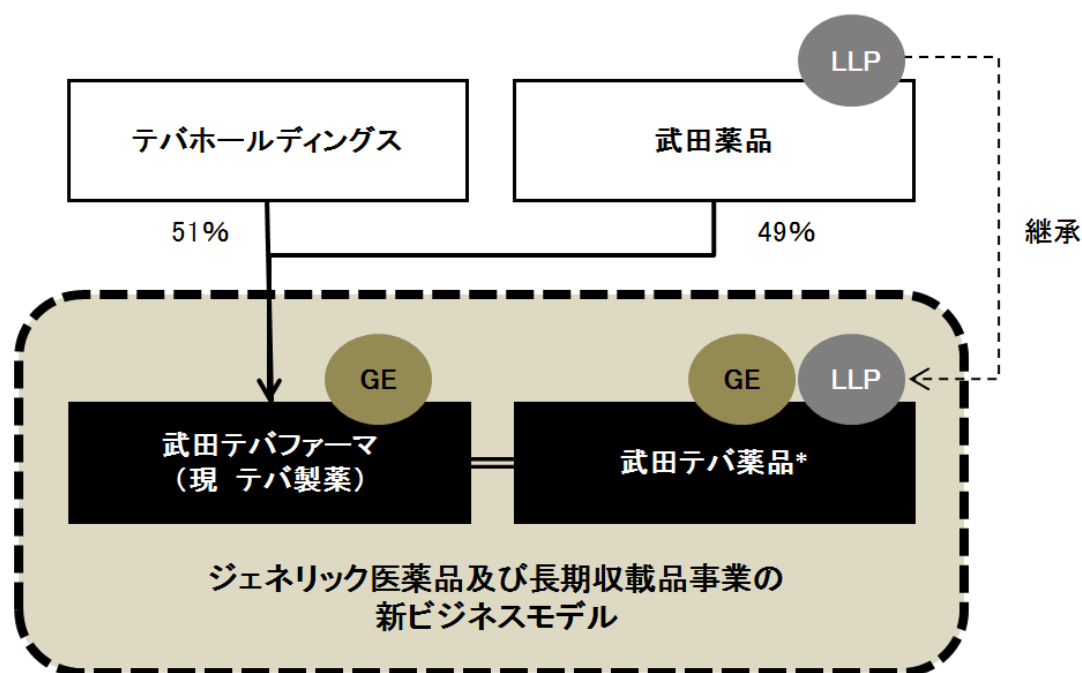 LLP
テバホールディングス
武田薬品
51%
49%
継承
GE
GE
LLP
武田テバファーマ
（現　テバ製薬）
武田テバ薬品*
ジェネリック医薬品及び長期収載品事業の
新ビジネスモデル